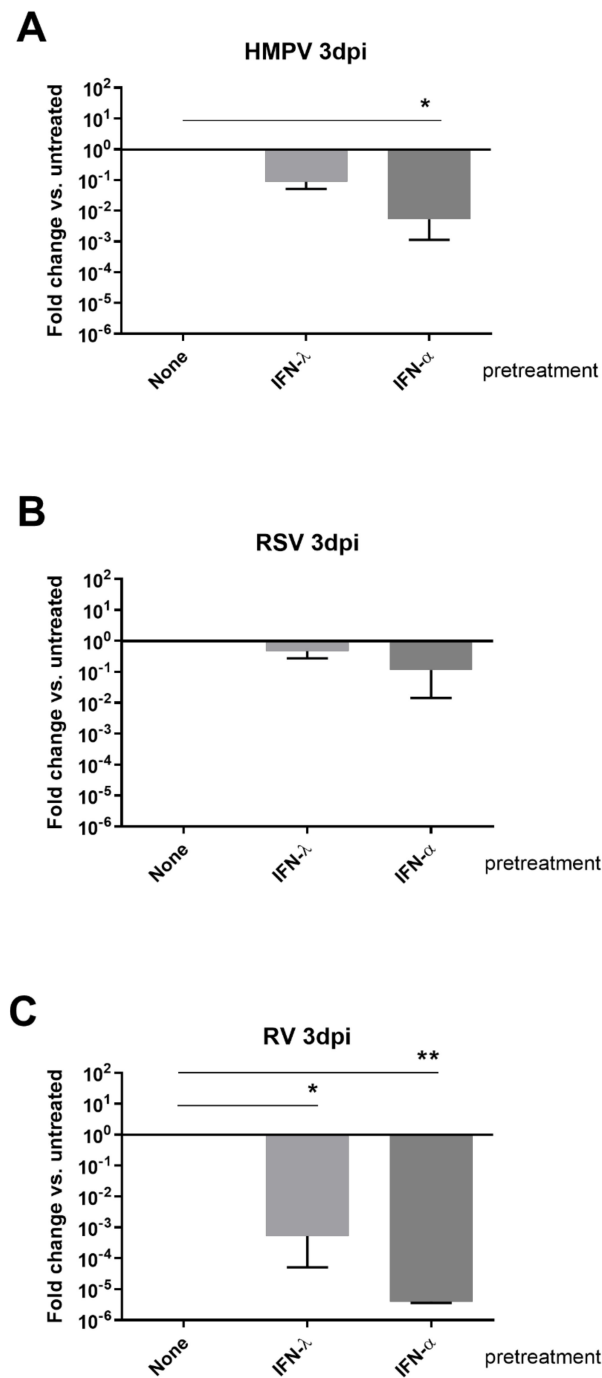 A
HMPV 3dpi
Fold change vs. untreated
10²
10¹
10⁰
10⁻¹
10⁻²
10⁻³
10⁻⁴
10⁻⁵
10⁻⁶
*
None
IFN-λ
IFN-α
pretreatment
B
RSV 3dpi
Fold change vs. untreated
10²
10¹
10⁰
10⁻¹
10⁻²
10⁻³
10⁻⁴
10⁻⁵
10⁻⁶
None
IFN-λ
IFN-α
pretreatment
C
RV 3dpi
Fold change vs. untreated
10²
10¹
10⁰
10⁻¹
10⁻²
10⁻³
10⁻⁴
10⁻⁵
10⁻⁶
**
*
None
IFN-λ
IFN-α
pretreatment